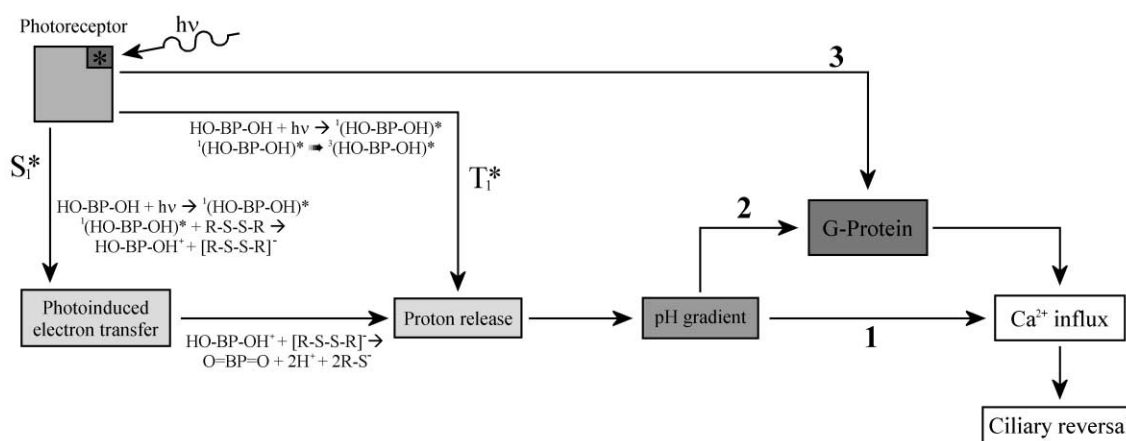 Photoreceptor
hν
*
3
HO-BP-OH + hν → ¹(HO-BP-OH)*
¹(HO-BP-OH)* ➠ ³(HO-BP-OH)*
S₁*
T₁*
HO-BP-OH + hν → ¹(HO-BP-OH)*
¹(HO-BP-OH)* + R-S-S-R →
HO-BP-OH⁺ + [R-S-S-R]⁻
2
G-Protein
Photoinduced
electron transfer
Proton release
pH gradient
Ca²⁺ influx
1
HO-BP-OH⁺ + [R-S-S-R]⁻→
O=BP=O + 2H⁺ + 2R-S⁻
Ciliary reversa